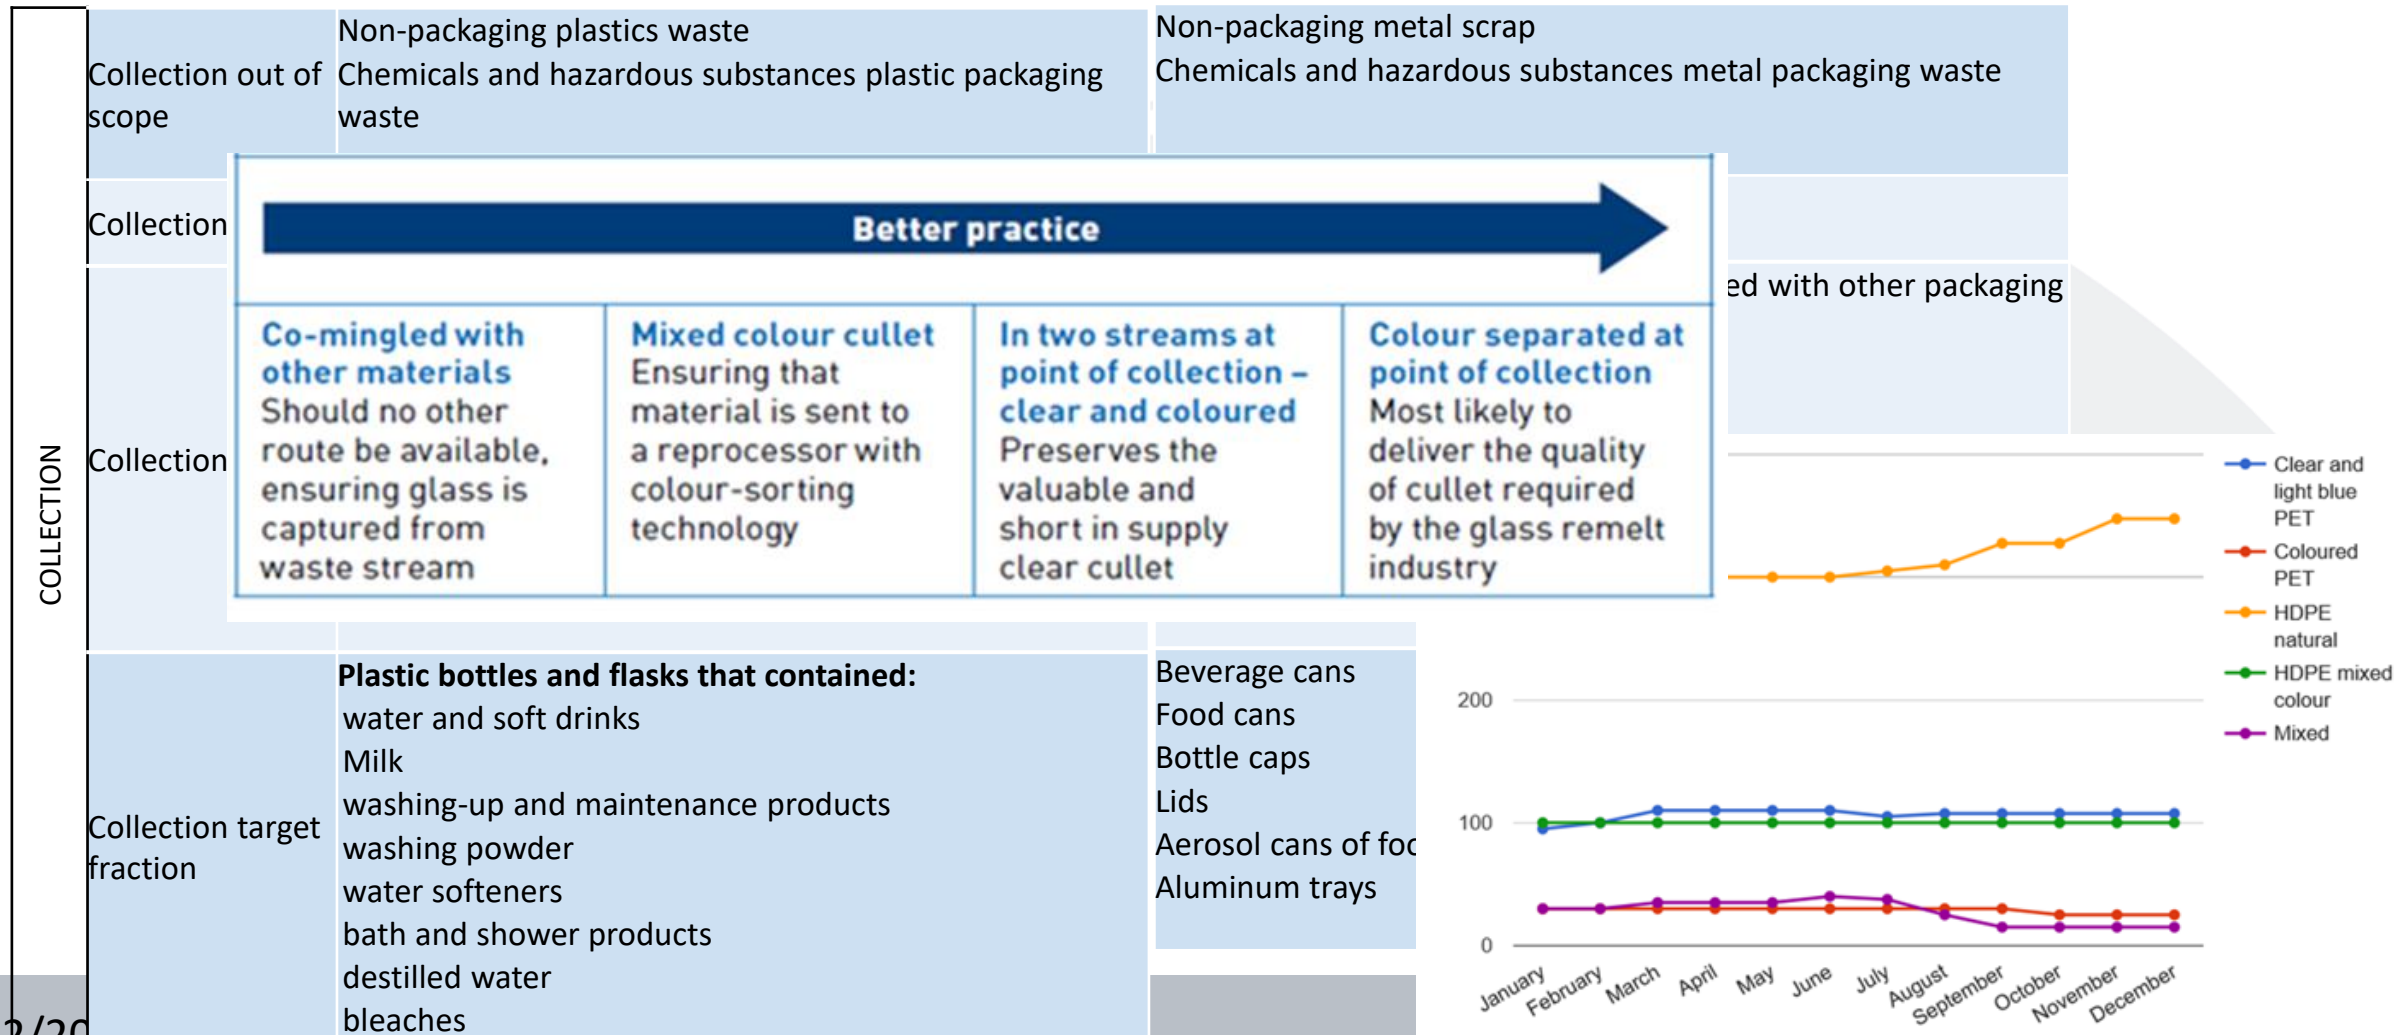 COLLECTION
Collection out of
scope
Non-packaging plastics waste
Chemicals and hazardous substances plastic packaging
waste
Non-packaging metal scrap
Chemicals and hazardous substances metal packaging waste
Collection
Collection
ed with other packaging
Better practice
Co-mingled with
other materials
Should no other
route be available,
ensuring glass is
captured from
waste stream
Mixed colour cullet
Ensuring that
material is sent to
a reprocessor with
colour-sorting
technology
In two streams at
point of collection –
clear and coloured
Preserves the
valuable and
short in supply
clear cullet
Colour separated at
point of collection
Most likely to
deliver the quality
of cullet required
by the glass remelt
industry
Collection target
fraction
Plastic bottles and flasks that contained:
water and soft drinks
Milk
washing-up and maintenance products
washing powder
water softeners
bath and shower products
destilled water
bleaches
Beverage cans
Food cans
Bottle caps
Lids
Aerosol cans of foo
Aluminum trays
Clear and
light blue
PET
Coloured
PET
HDPE
natural
HDPE mixed
colour
Mixed
200
100
0
January
February
March
April
May
June
July
August
September
October
November
December